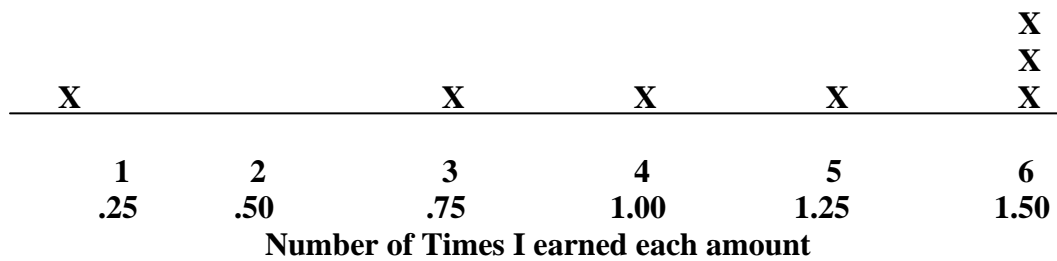 X
X
X X X X X
1 2 3 4 5 6
.25 .50 .75 1.00 1.25 1.50
Number of Times I earned each amount